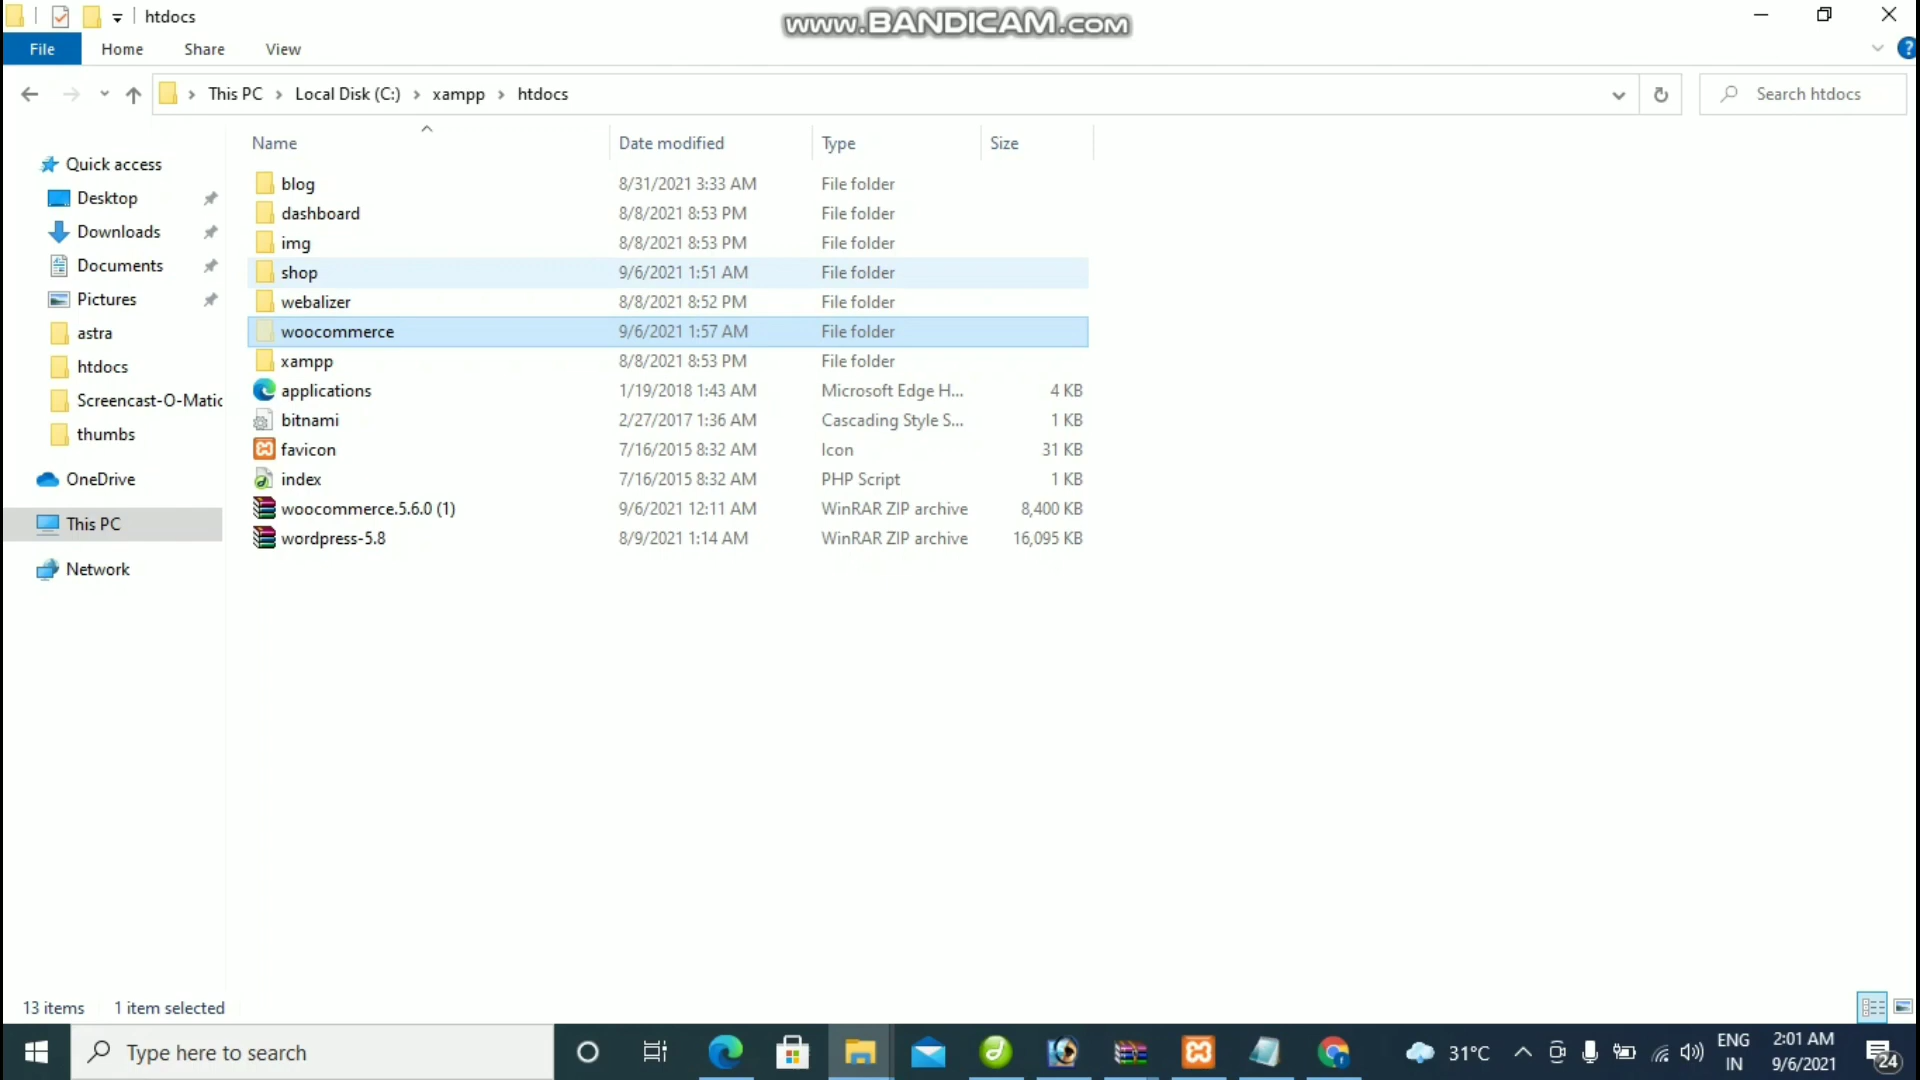 htdocs
www.BANDICAM.com
File Home Share View
This PC > Local Disk (C:) > xampp > htdocs
Search htdocs
Name Date modified Type Size
Quick access
Desktop
Downloads
Documents
Pictures
astra
htdocs
Screencast-O-Matic
thumbs
OneDrive
This PC
Network
blog 8/31/2021 3:33 AM File folder
dashboard 8/8/2021 8:53 PM File folder
img 8/8/2021 8:53 PM File folder
shop 9/6/2021 1:51 AM File folder
webalizer 8/8/2021 8:52 PM File folder
woocommerce 9/6/2021 1:57 AM File folder
xampp 8/8/2021 8:53 PM File folder
applications 1/19/2018 1:43 AM Microsoft Edge H... 4 KB
bitnami 2/27/2017 1:36 AM Cascading Style S... 1 KB
favicon 7/16/2015 8:32 AM Icon 31 KB
index 7/16/2015 8:32 AM PHP Script 1 KB
woocommerce.5.6.0 (1) 9/6/2021 12:11 AM WinRAR ZIP archive 8,400 KB
wordpress-5.8 8/9/2021 1:14 AM WinRAR ZIP archive 16,095 KB
13 items 1 item selected
Type here to search
31°C
ENG
IN
2:01 AM
9/6/2021
24